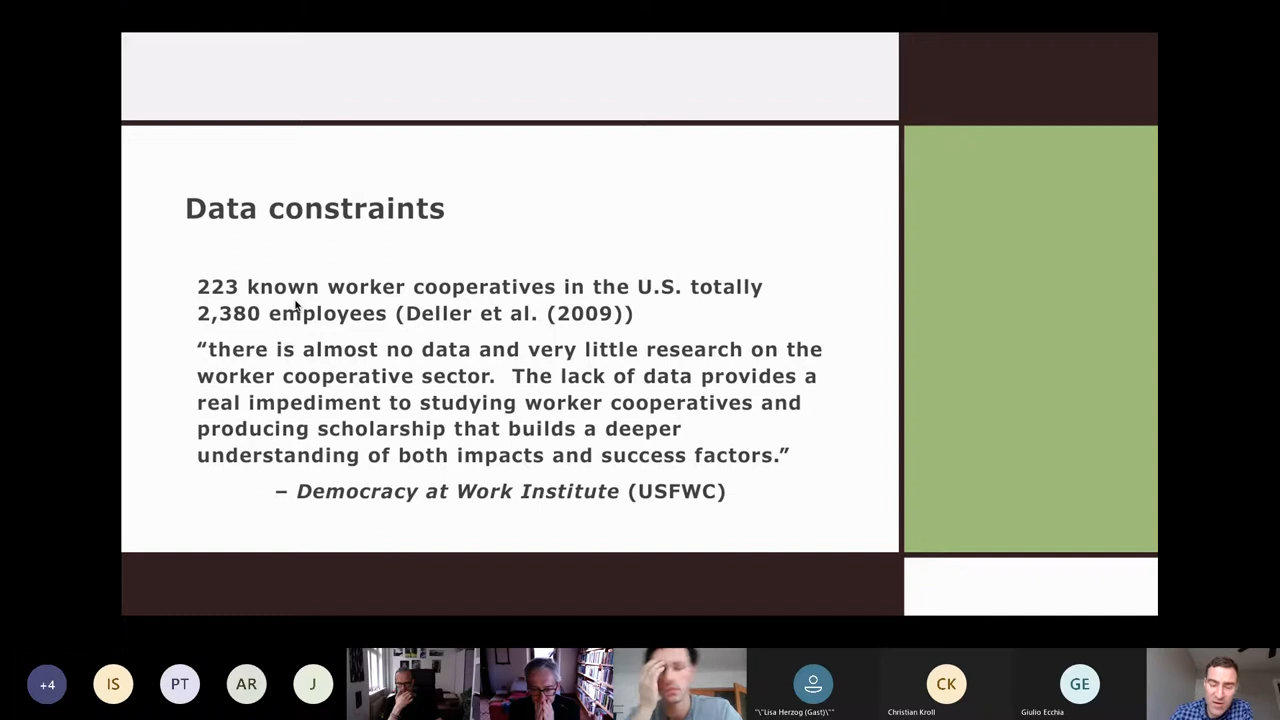 Data constraints
223 known worker cooperatives in the U.S. totally
2,380 employees (Deller et al. (2009))
“there is almost no data and very little research on the
worker cooperative sector.  The lack of data provides a
real impediment to studying worker cooperatives and
producing scholarship that builds a deeper
understanding of both impacts and success factors.”
– Democracy at Work Institute (USFWC)
+4
IS
PT
AR
J
CK
GE
"\"Lisa Herzog (Gast)\""
Christian Kroll
Giulio Ecchia